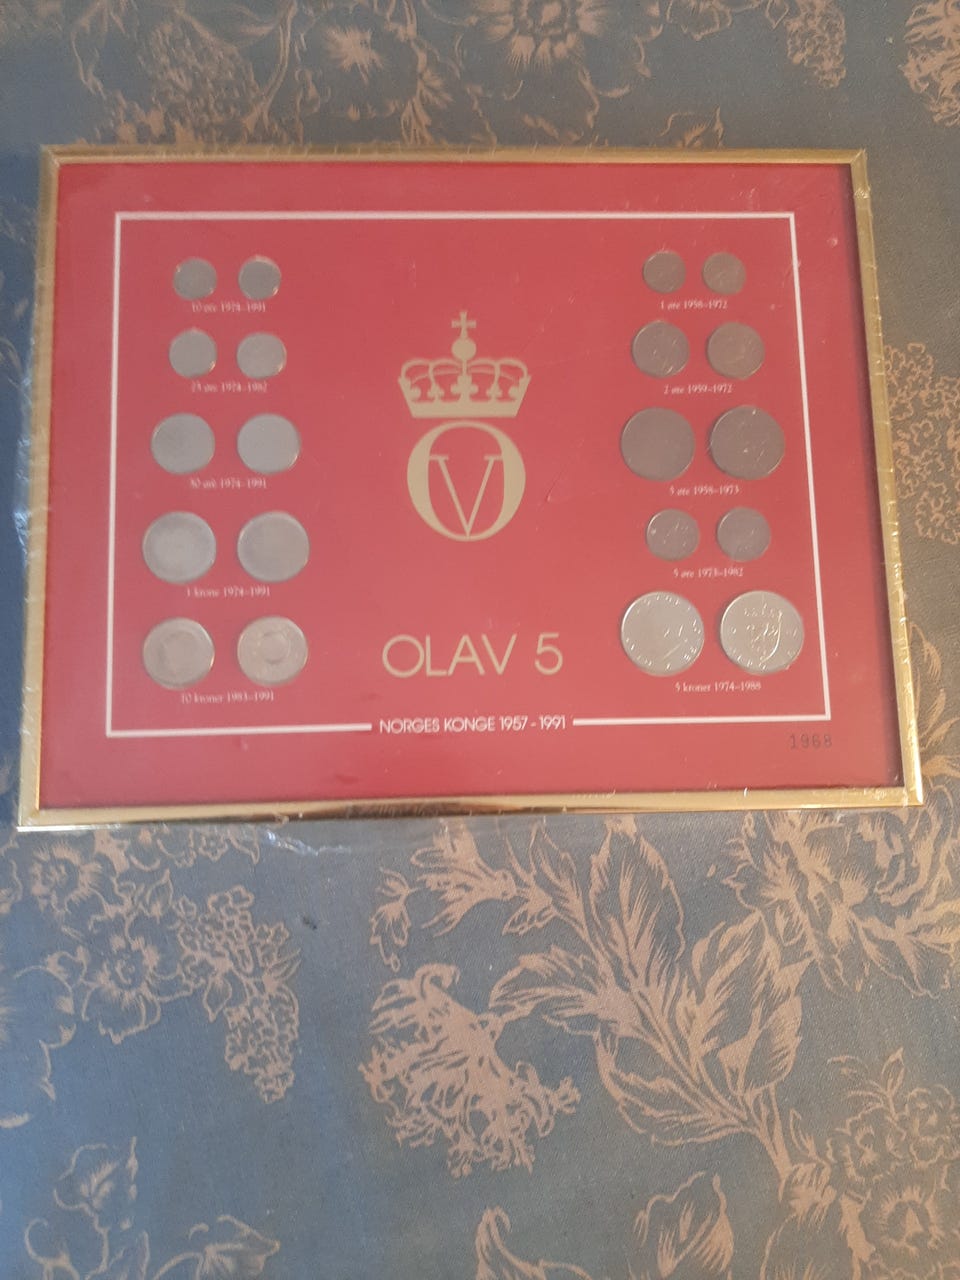 10 øre 1974–1991
25 øre 1974–1982
50 øre 1974–1991
1 krone 1974–1991
10 kroner 1983–1991
OV
OLAV 5
NORGES KONGE 1957 - 1991
1 øre 1958–1972
2 øre 1959–1972
5 øre 1958–1973
5 øre 1973–1982
5 kroner 1974–1988
1968